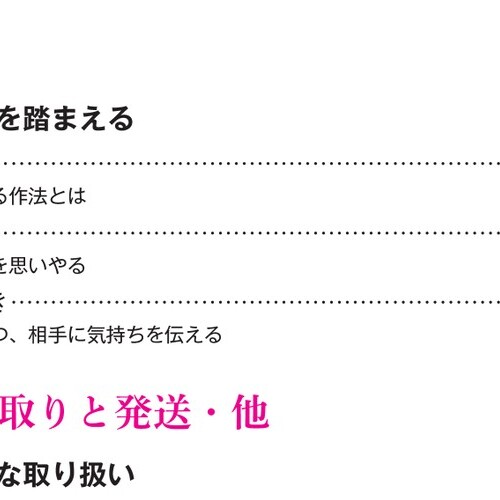 を踏まえる
る作法とは
を思いやる
き
つ、相手に気持ちを伝える
取りと発送・他
な取り扱い